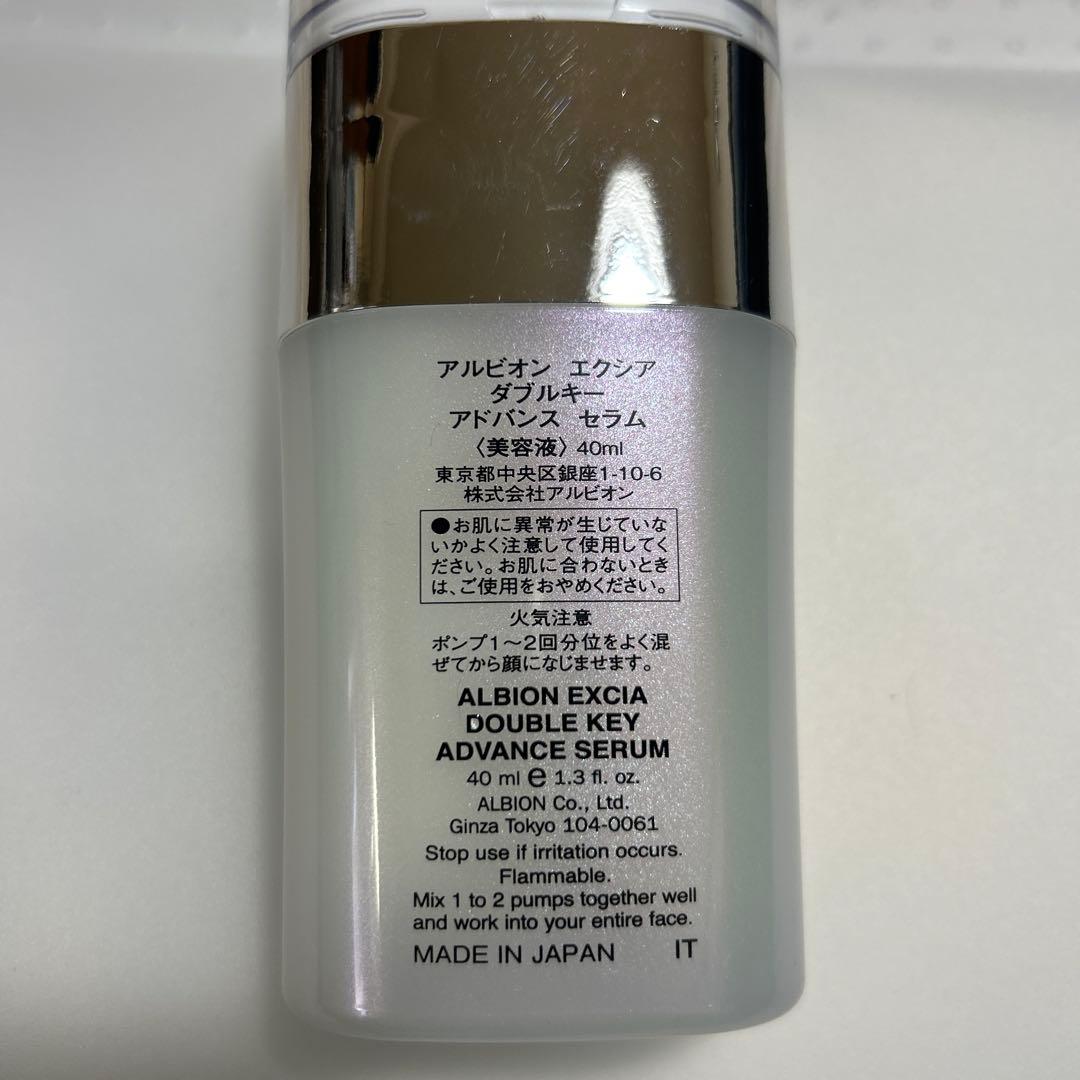 アルビオン エクシア
ダブルキー
アドバンス セラム
〈美容液〉40ml
東京都中央区銀座1-10-6
株式会社アルビオン
●お肌に異常が生じていな
いかよく注意して使用してく
ださい。お肌に合わないとき
は、ご使用をおやめください。
火気注意
ポンプ1〜2回分位をよく混
ぜてから顔になじませます。
ALBION EXCIA
DOUBLE KEY
ADVANCE SERUM
40 ml e 1.3 fl. oz.
ALBION Co., Ltd.
Ginza Tokyo 104-0061
Stop use if irritation occurs.
Flammable.
Mix 1 to 2 pumps together well
and work into your entire face.
MADE IN JAPAN IT